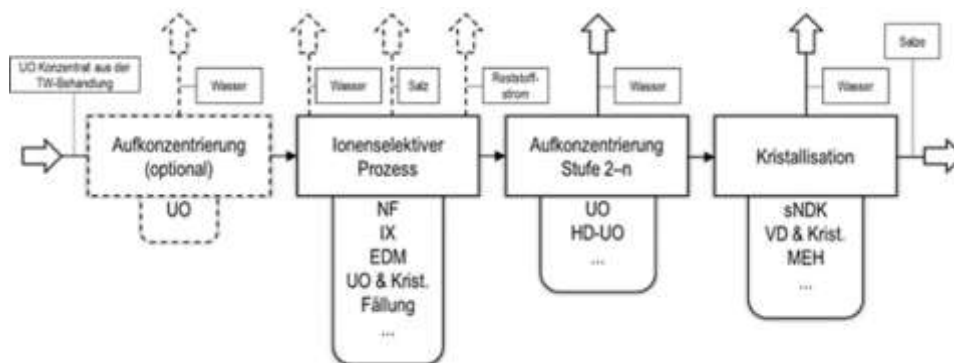 UO Konzentrat aus der
TW-Behandlung
Wasser
Wasser
Salz
Reststoff-
strom
Wasser
Wasser
Salze
Aufkonzentrierung
(optional)
UO
Ionenselektiver
Prozess
NF
IX
EDM
UO & Krist.
Fällung
...
Aufkonzentrierung
Stufe 2–n
UO
HD-UO
...
Kristallisation
sNDK
VD & Krist.
MEH
...